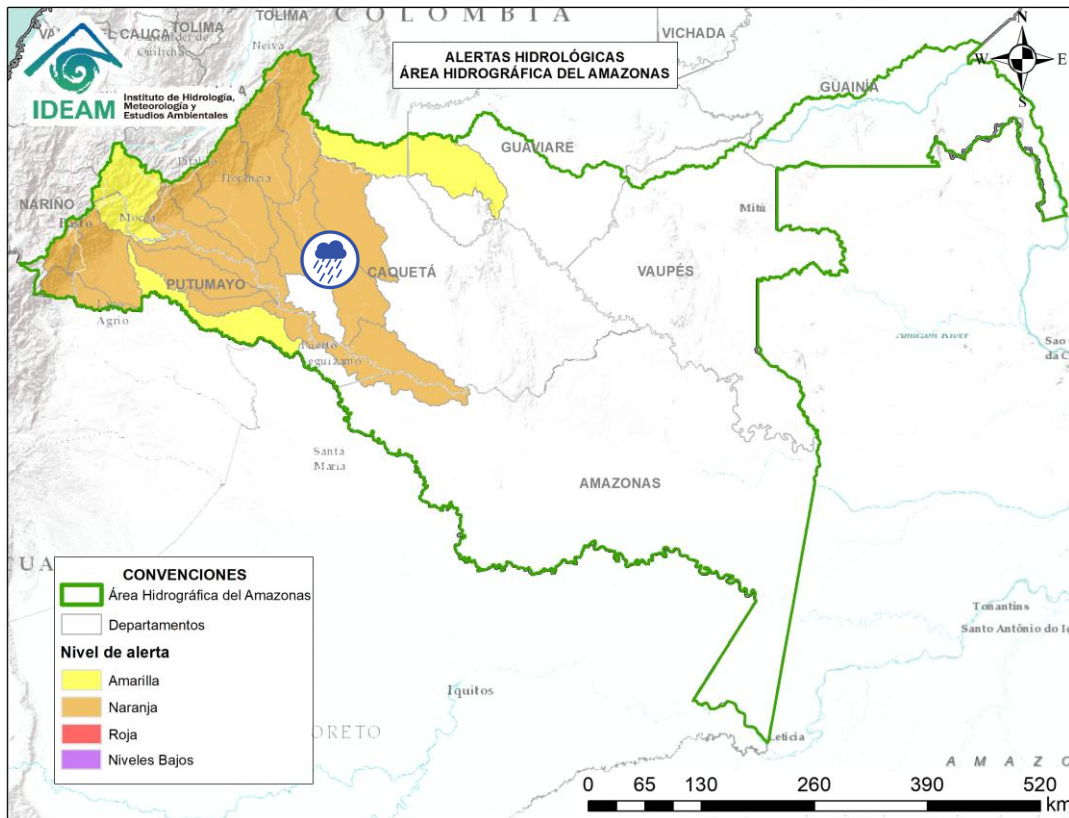 COLOMBIA
TOLIMA
TOLIMA
VICHADA
Neiva
N
W
E
S
ALERTAS HIDROLÓGICAS
ÁREA HIDROGRÁFICA DEL AMAZONAS
IDEAM
Instituto de Hidrología,
Meteorología y
Estudios Ambientales
GUAINÍA
GUAVIARE
NARIÑO
Mocoa
Mitú
CAQUETÁ
VAUPÉS
PUTUMAYO
Agrio
Amazon River
Puerto
Leguízamo
Santa
María
AMAZONAS
CONVENCIONES
Área Hidrográfica del Amazonas
Departamentos
Nivel de alerta
Amarilla
Naranja
Roja
Niveles Bajos
Tonantins
Santo Antônio do Iç
Iquitos
ORETO
Leticia
AMAZO
0 65 130 260 390 520
km